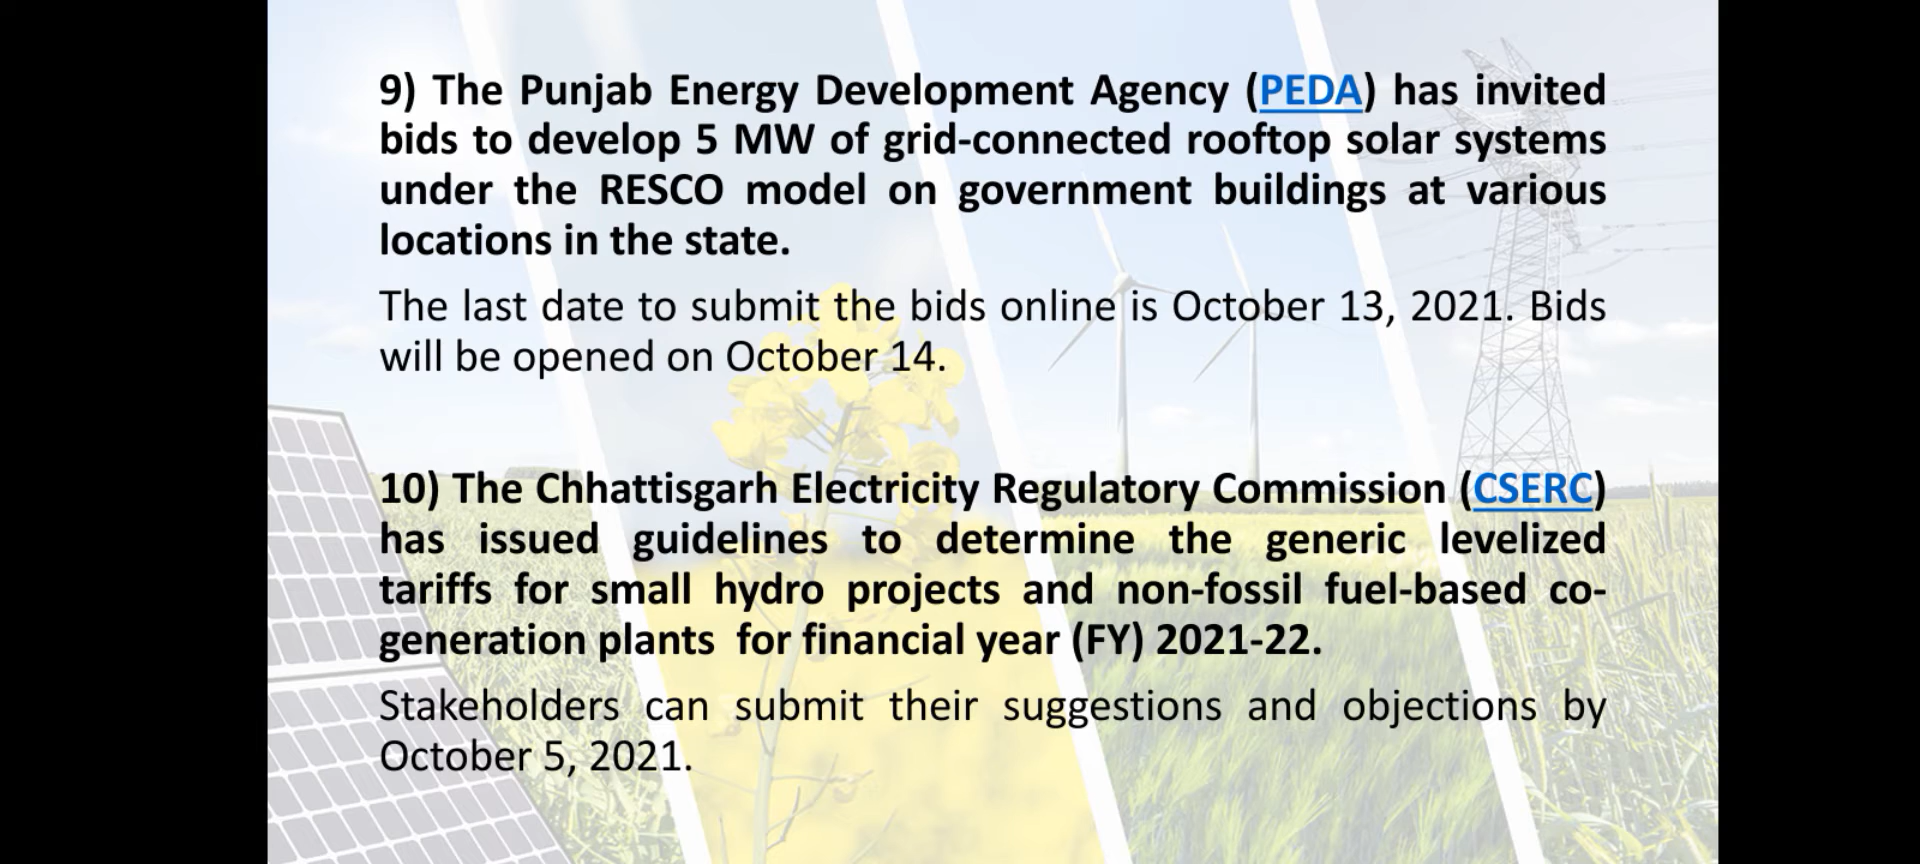 9) The Punjab Energy Development Agency (PEDA) has invited
bids to develop 5 MW of grid-connected rooftop solar systems
under the RESCO model on government buildings at various
locations in the state.
The last date to submit the bids online is October 13, 2021. Bids
will be opened on October 14.
10) The Chhattisgarh Electricity Regulatory Commission (CSERC)
has issued guidelines to determine the generic levelized
tariffs for small hydro projects and non-fossil fuel-based co-
generation plants for financial year (FY) 2021-22.
Stakeholders can submit their suggestions and objections by
October 5, 2021.